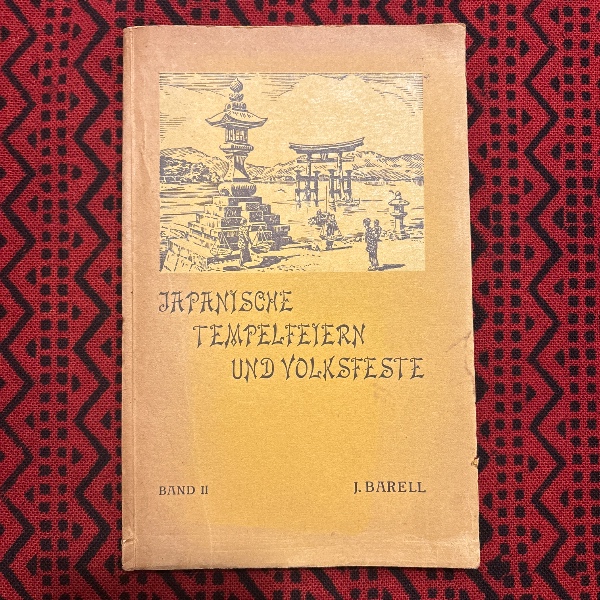 JAPANISCHE
TEMPELFEIERN
UND VOLKSFESTE
BAND II
J. BARELL